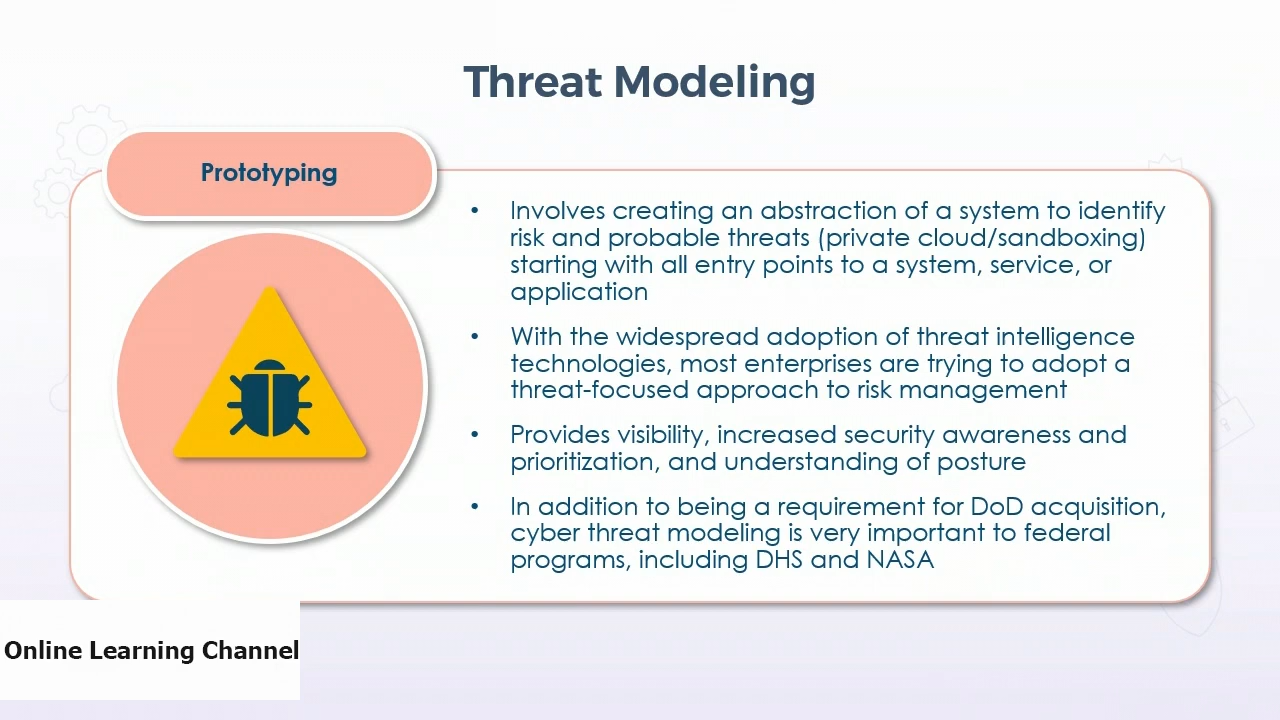 Threat Modeling
Prototyping
• Involves creating an abstraction of a system to identify
risk and probable threats (private cloud/sandboxing)
starting with all entry points to a system, service, or
application
• With the widespread adoption of threat intelligence
technologies, most enterprises are trying to adopt a
threat-focused approach to risk management
• Provides visibility, increased security awareness and
prioritization, and understanding of posture
• In addition to being a requirement for DoD acquisition,
cyber threat modeling is very important to federal
programs, including DHS and NASA
Online Learning Channel